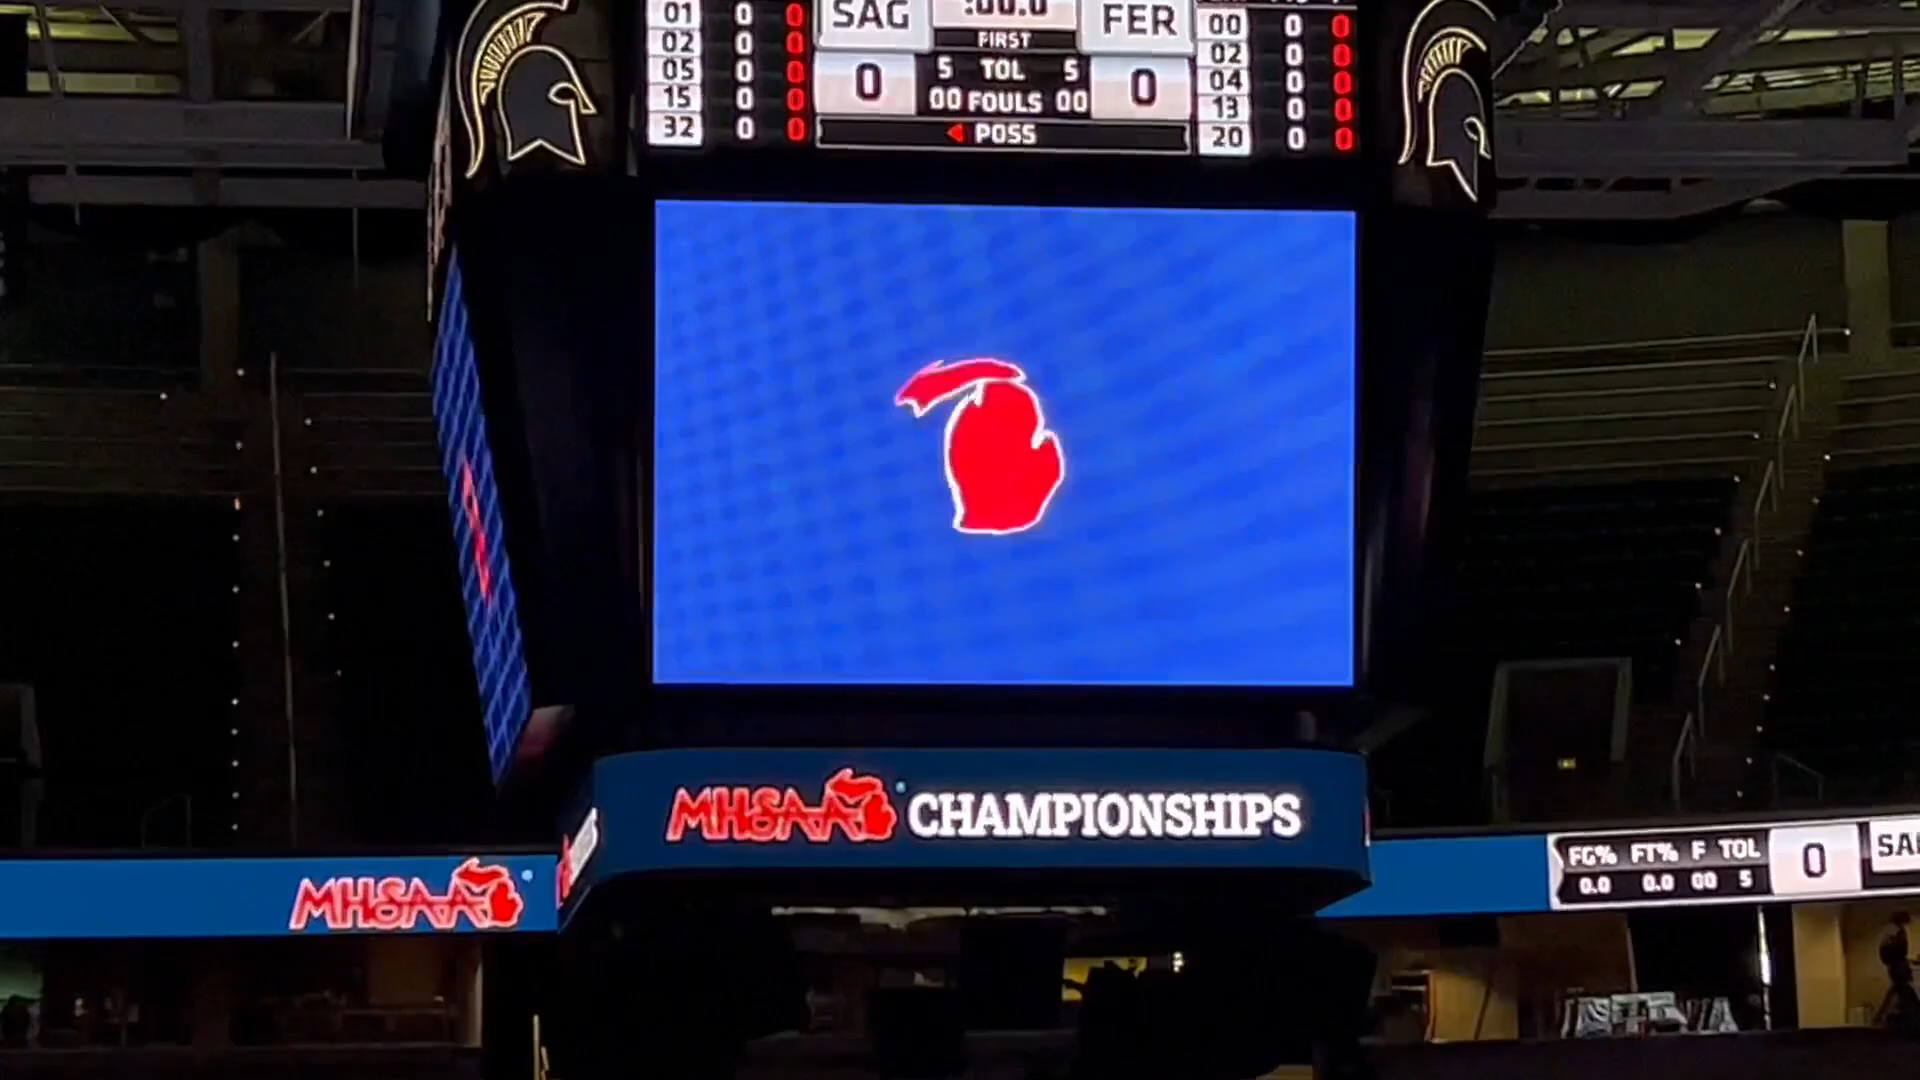 SAG :00.0 FER
FIRST
0 5 TOL 5 0
00 FOULS 00
POSS
01 0 0
02 0 0
05 0 0
15 0 0
32 0 0
00 0 0
02 0 0
04 0 0
13 0 0
20 0 0
MHSAA CHAMPIONSHIPS
MHSAA
FG% FT% F TOL
0.0 0.0 00 5
0